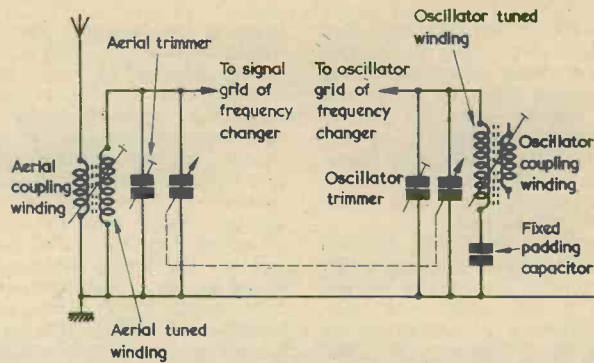 Aerial trimmer
To signal
grid of
frequency
changer
To oscillator
grid of
frequency
changer
Oscillator tuned
winding
Aerial
coupling
winding
Oscillator
trimmer
Oscillator
coupling
winding
Fixed
padding
capacitor
Aerial tuned
winding